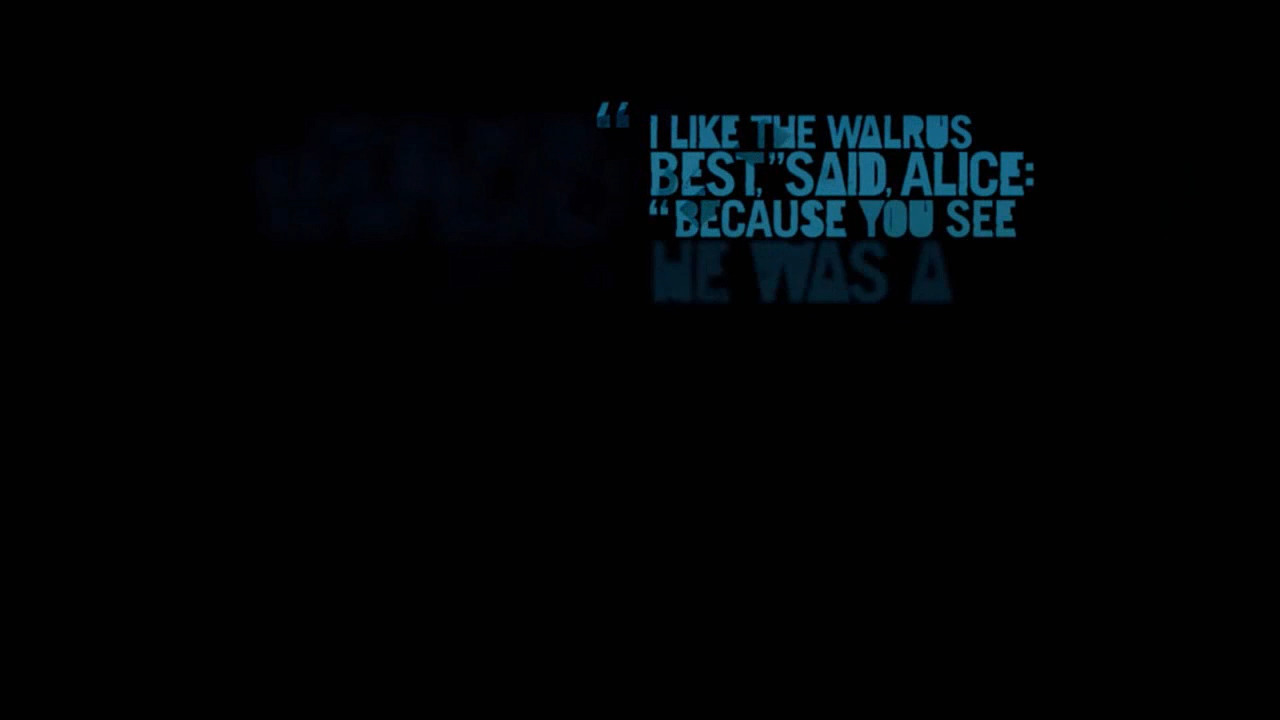 “ I LIKE THE WALRUS
BEST,” SAID, ALICE:
“BECAUSE YOU SEE
HE WAS A